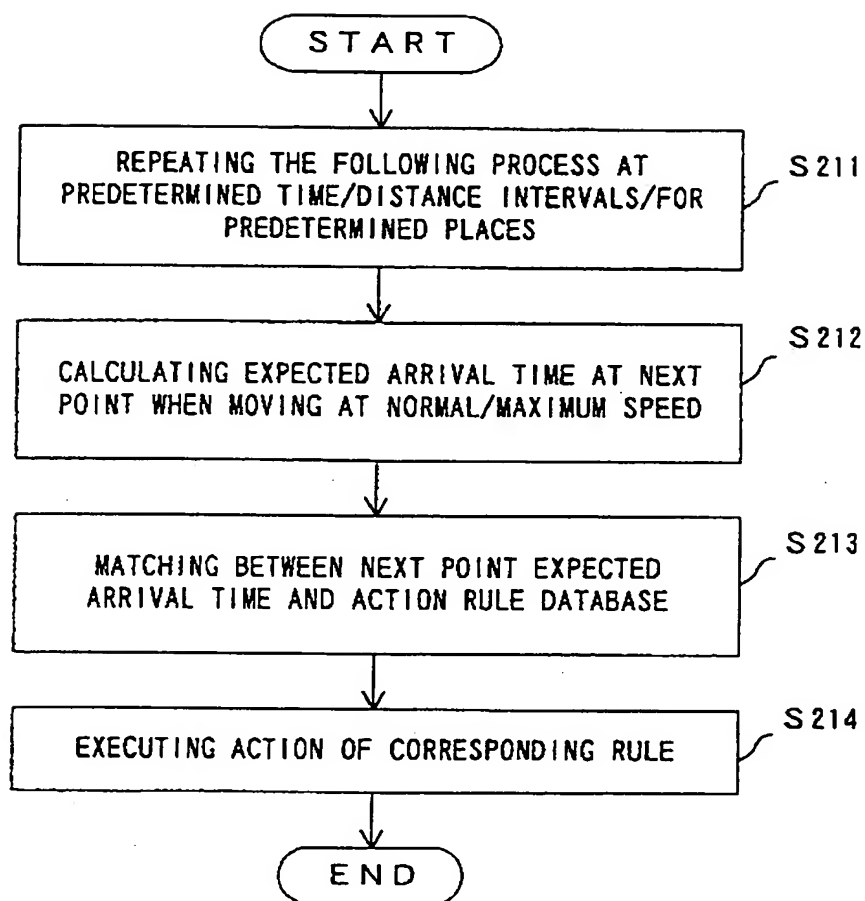 START
REPEATING THE FOLLOWING PROCESS AT
PREDETERMINED TIME/DISTANCE INTERVALS/FOR
PREDETERMINED PLACES
S211
CALCULATING EXPECTED ARRIVAL TIME AT NEXT
POINT WHEN MOVING AT NORMAL/MAXIMUM SPEED
S212
MATCHING BETWEEN NEXT POINT EXPECTED
ARRIVAL TIME AND ACTION RULE DATABASE
S213
EXECUTING ACTION OF CORRESPONDING RULE
S214
END